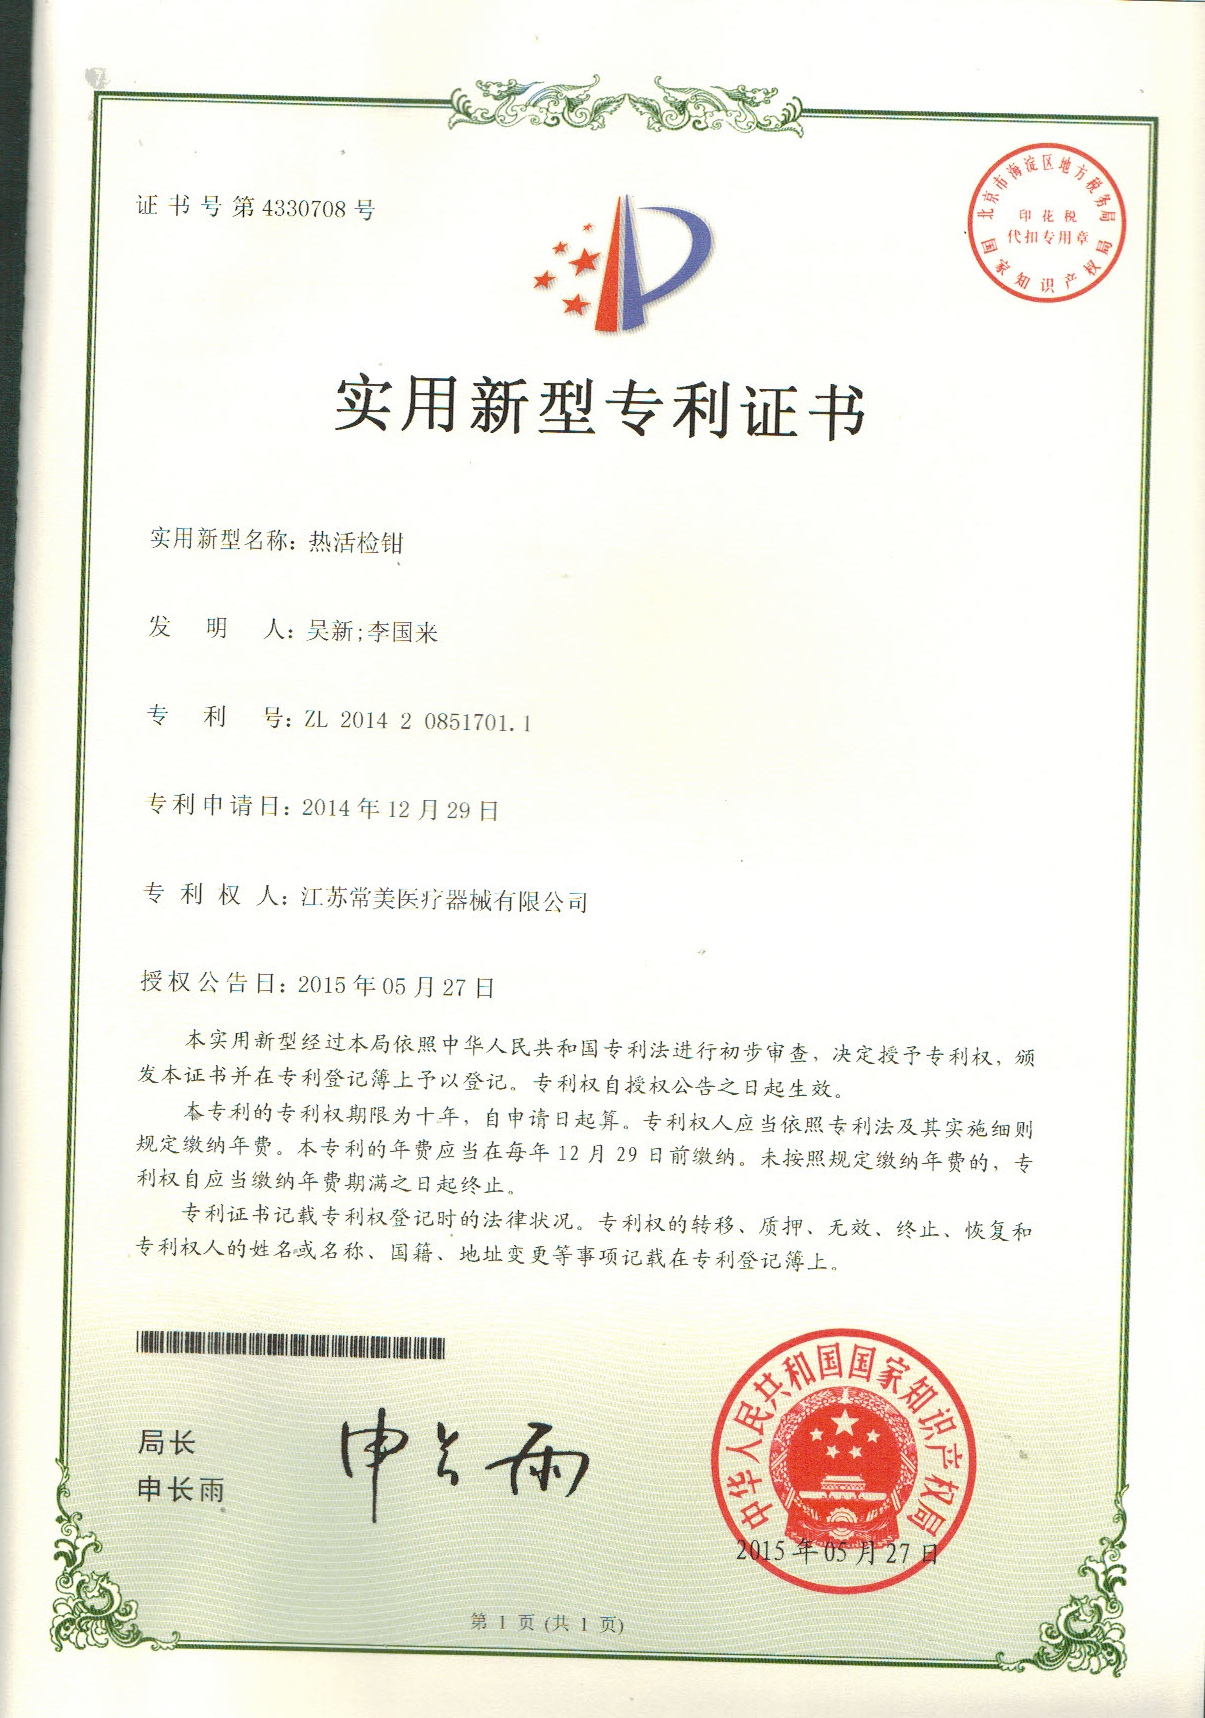 证书号第4330708号
北京市海淀区地方税务局
印花税
代扣专用章
国家知识产权局
实用新型专利证书
实用新型名称：热活检钳
发明人：吴新;李国来
专利号：ZL 2014 2 0851701.1
专利申请日：2014年12月29日
专利权人：江苏常美医疗器械有限公司
授权公告日：2015年05月27日
本实用新型经过本局依照中华人民共和国专利法进行初步审查，决定授予专利权，颁
发本证书并在专利登记簿上予以登记。专利权自授权公告之日起生效。
本专利的专利权期限为十年，自申请日起算。专利权人应当依照专利法及其实施细则
规定缴纳年费。本专利的年费应当在每年12月29日前缴纳。未按照规定缴纳年费的，专
利权自应当缴纳年费期满之日起终止。
专利证书记载专利权登记时的法律状况。专利权的转移、质押、无效、终止、恢复和
专利权人的姓名或名称、国籍、地址变更等事项记载在专利登记簿上。
局长
申长雨
申长雨
中华人民共和国国家知识产权局
2015年05月27日
第1页(共1页)